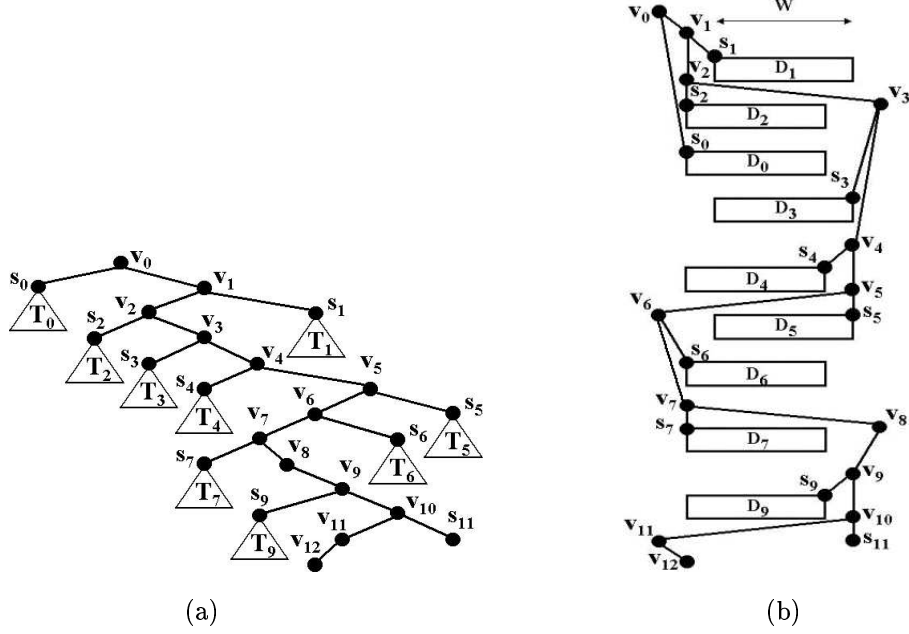 v₀
s₀
v₁
T₀
v₂
s₁
s₂
v₃
T₁
T₂
s₃
v₄
T₃
s₄
v₅
T₄
v₆
s₅
v₇
s₆
T₅
s₇
v₈
T₆
T₇
v₉
s₉
v₁₀
T₉
v₁₁
s₁₁
v₁₂
(a)
W
v₀
v₁
s₁
D₁
v₂
v₃
s₂
D₂
s₀
D₀
s₃
D₃
v₄
s₄
D₄
v₅
v₆
D₅
s₅
s₆
D₆
v₇
v₈
s₇
D₇
v₉
s₉
D₉
v₁₀
v₁₁
s₁₁
v₁₂
(b)